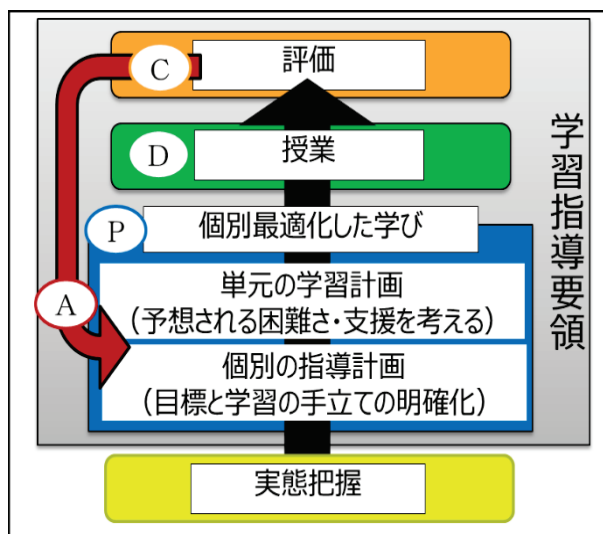 C
評価
D
授業
P
個別最適化した学び
単元の学習計画
(予想される困難さ・支援を考える)
A
個別の指導計画
(目標と学習の手立ての明確化)
実態把握
学習指導要領